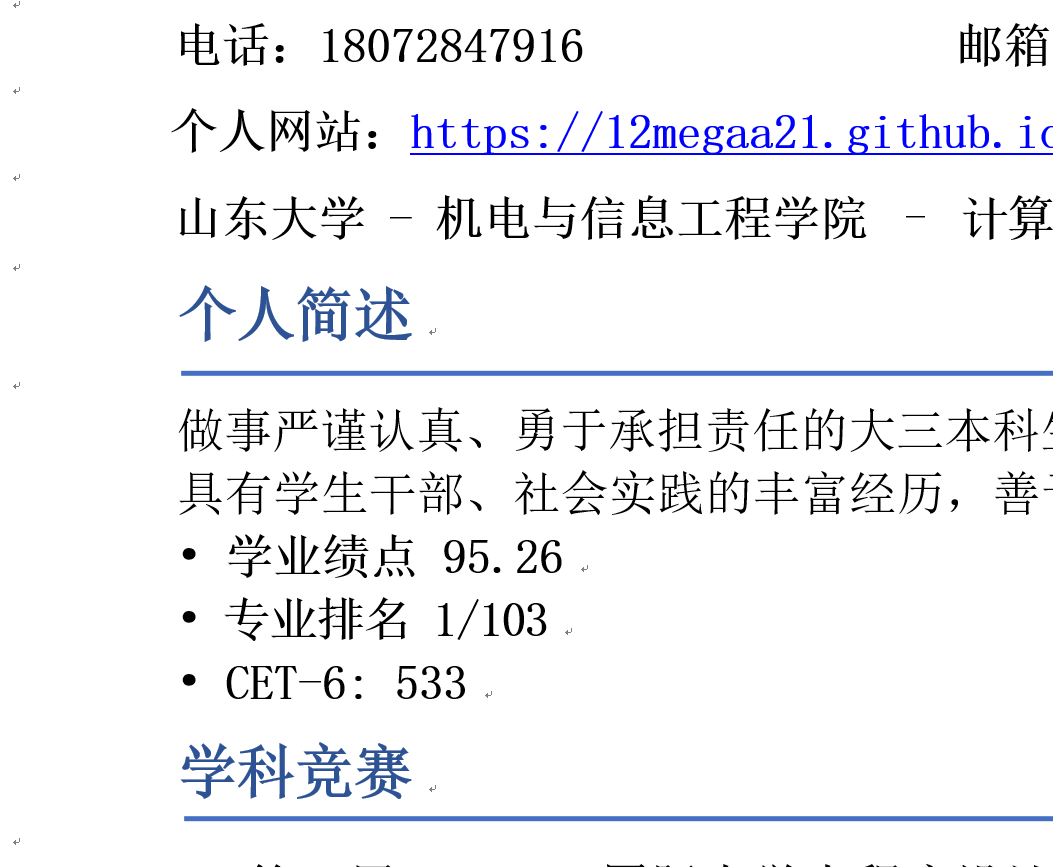 电话：18072847916 邮箱
个人网站：https://12megaa21.github.io
山东大学 - 机电与信息工程学院 - 计算
个人简述
做事严谨认真、勇于承担责任的大三本科生
具有学生干部、社会实践的丰富经历，善于
• 学业绩点 95.26
• 专业排名 1/103
• CET-6: 533
学科竞赛